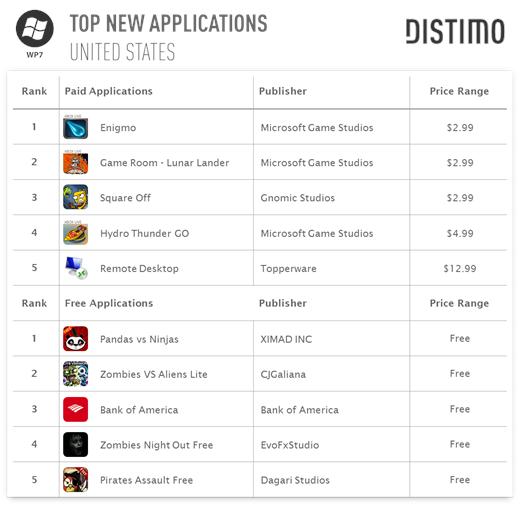 TOP NEW APPLICATIONS
UNITED STATES
WP7
DISTIMO
Rank Paid Applications Publisher Price Range
1 Enigmo Microsoft Game Studios $2.99
2 Game Room - Lunar Lander Microsoft Game Studios $2.99
3 Square Off Gnomic Studios $2.99
4 Hydro Thunder GO Microsoft Game Studios $4.99
5 Remote Desktop Topperware $12.99
Rank Free Applications Publisher Price Range
1 Pandas vs Ninjas XIMAD INC Free
2 Zombies VS Aliens Lite CJGaliana Free
3 Bank of America Bank of America Free
4 Zombies Night Out Free EvoFxStudio Free
5 Pirates Assault Free Dagari Studios Free